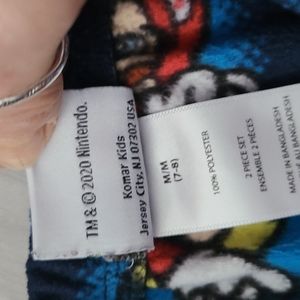 TM & © 2020 Nintendo.
Komar Kids
Jersey City, NJ 07302 USA
M/M
(7-8)
100% POLYESTER
2 PIECE SET
ENSEMBLE 2 PIÈCES
MADE IN BANGLADESH
AU BANGLADESH